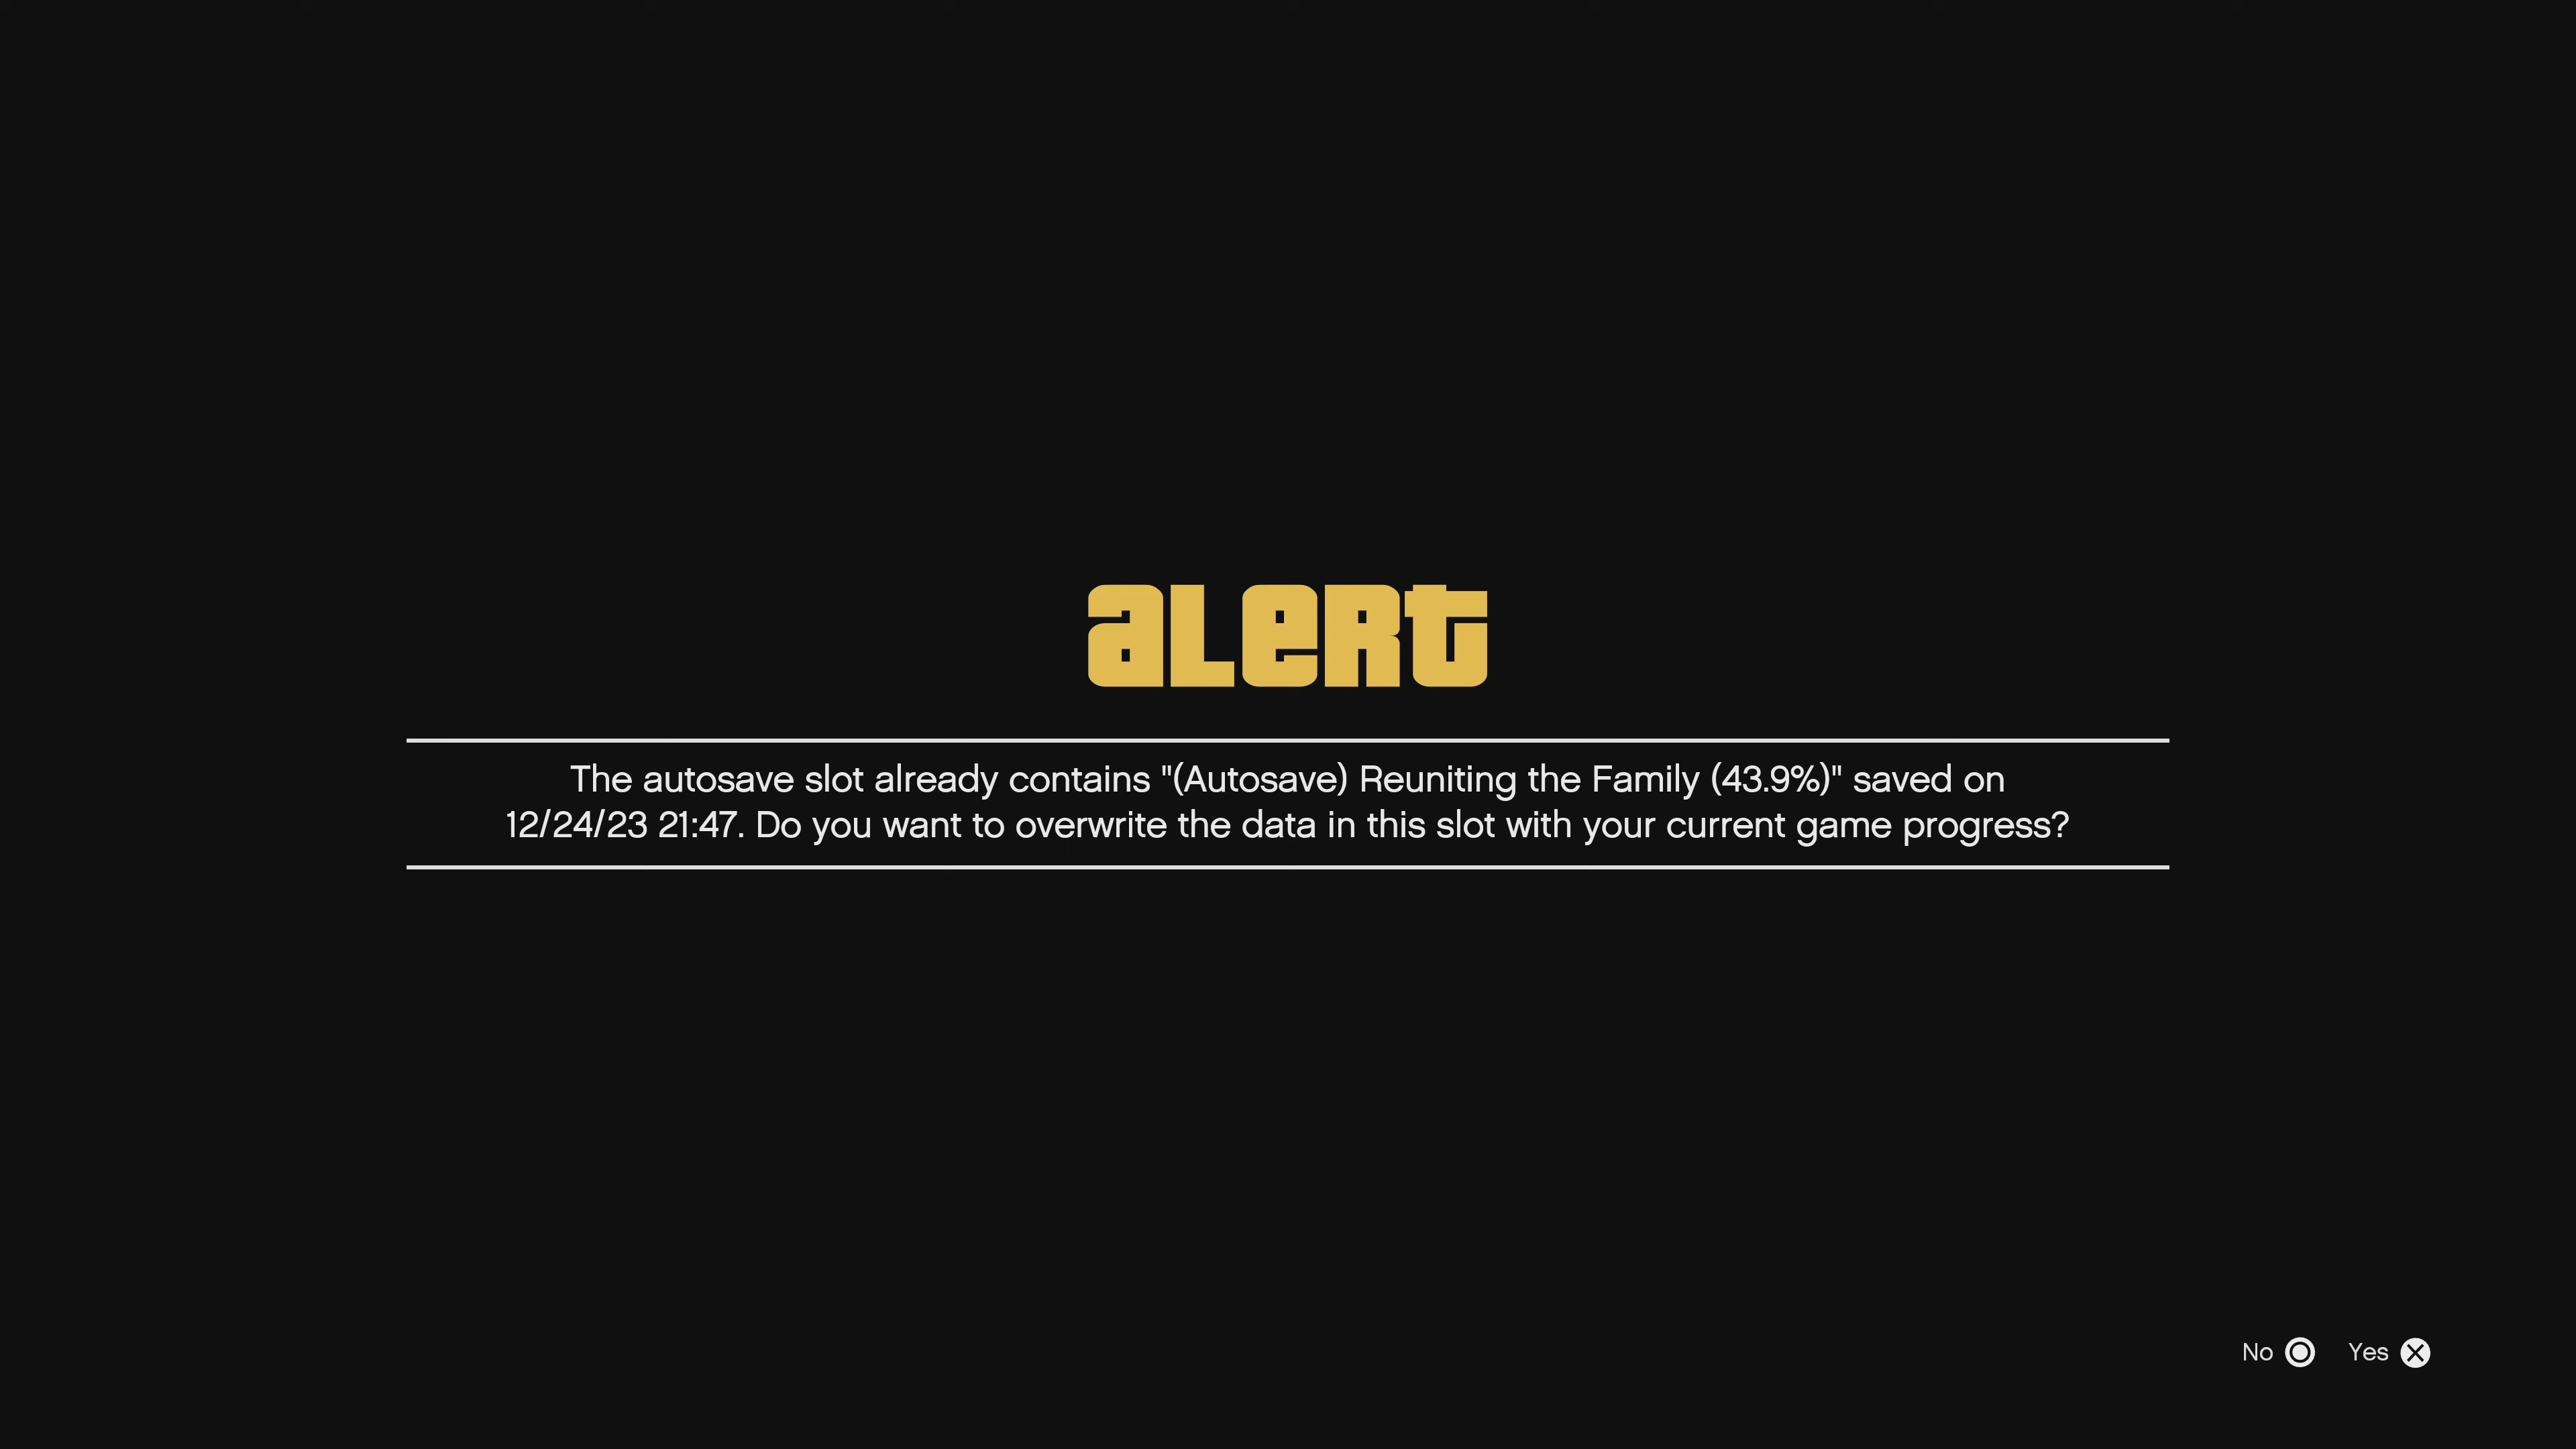 aLeRt
The autosave slot already contains "(Autosave) Reuniting the Family (43.9%)" saved on
12/24/23 21:47. Do you want to overwrite the data in this slot with your current game progress?
No Yes